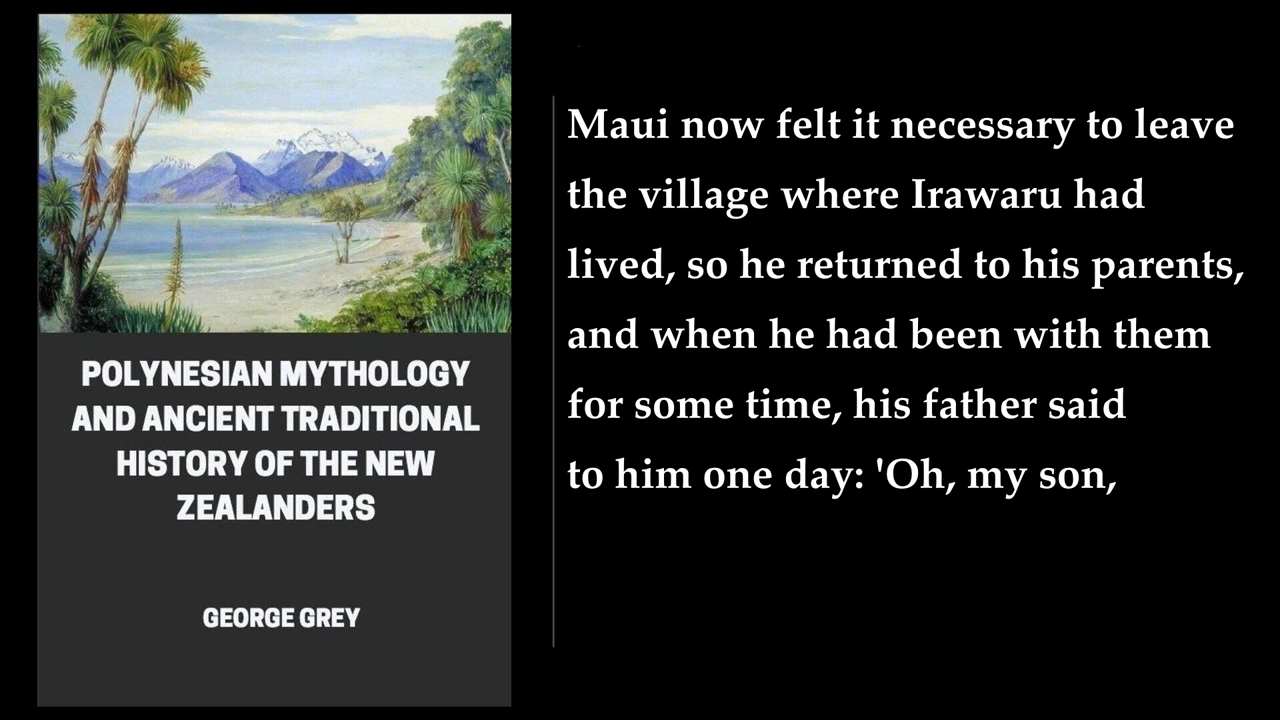 POLYNESIAN MYTHOLOGY
AND ANCIENT TRADITIONAL
HISTORY OF THE NEW
ZEALANDERS
GEORGE GREY
Maui now felt it necessary to leave
the village where Irawaru had
lived, so he returned to his parents,
and when he had been with them
for some time, his father said
to him one day: 'Oh, my son,